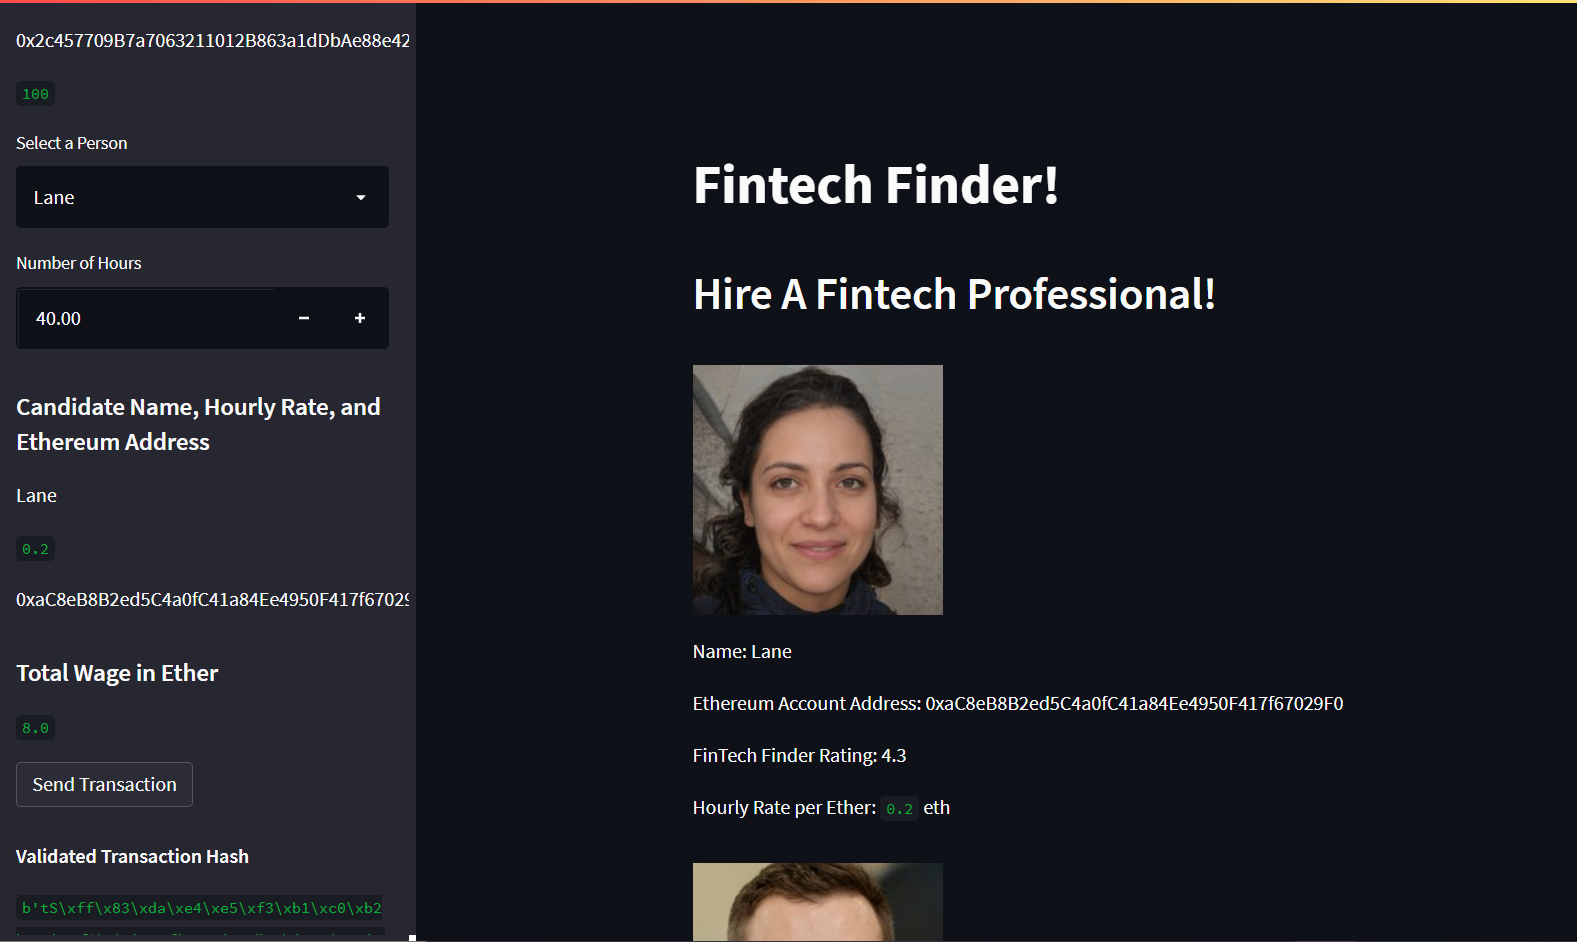 0x2c457709B7a7063211012B863a1dDbAe88e42
100
Select a Person
Lane
Number of Hours
40.00
Candidate Name, Hourly Rate, and
Ethereum Address
Lane
0.2
0xaC8eB8B2ed5C4a0fC41a84Ee4950F417f67029
Total Wage in Ether
8.0
Send Transaction
Validated Transaction Hash
b'tS\xff\x83\xda\xe4\xe5\xf3\xb1\xc0\xb2
Fintech Finder!
Hire A Fintech Professional!
Name: Lane
Ethereum Account Address: 0xaC8eB8B2ed5C4a0fC41a84Ee4950F417f67029F0
FinTech Finder Rating: 4.3
Hourly Rate per Ether: 0.2 eth